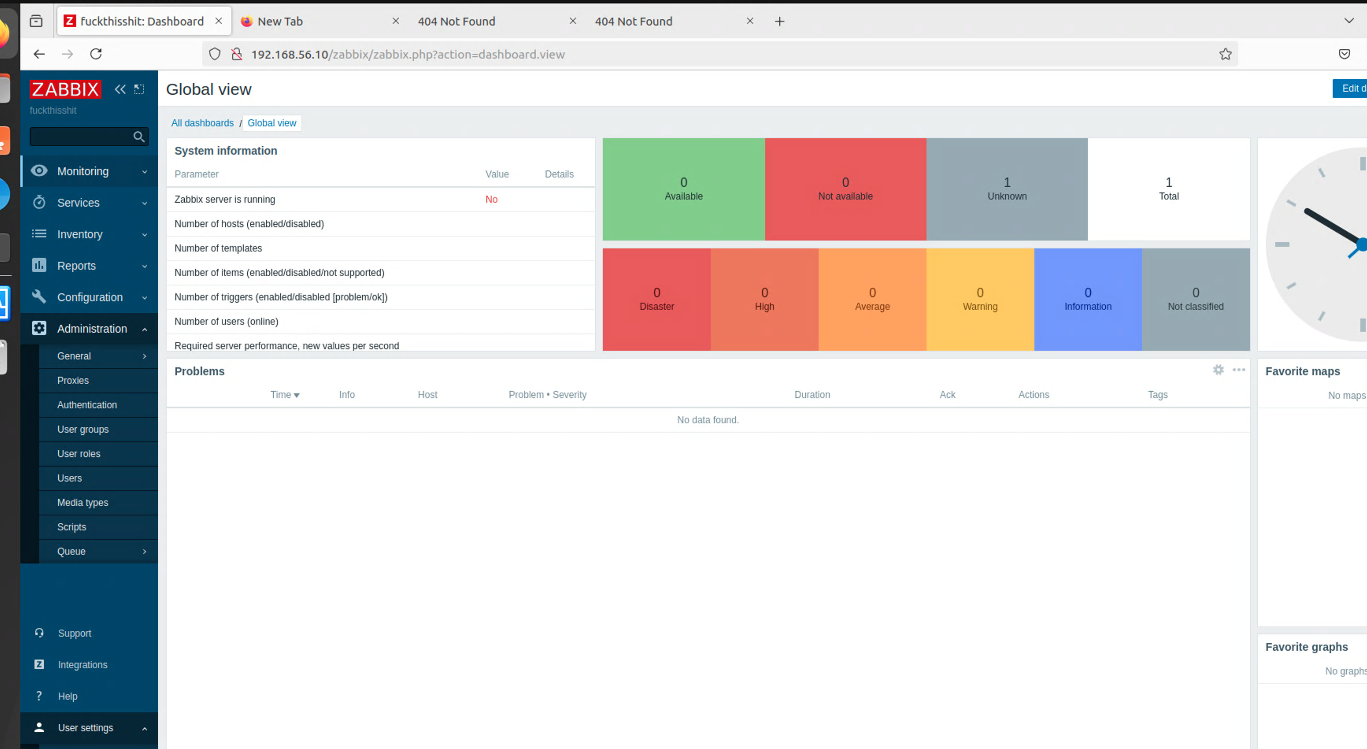 fuckthisshit: Dashboard
New Tab
404 Not Found
404 Not Found
192.168.56.10/zabbix/zabbix.php?action=dashboard.view
ZABBIX
fuckthisshit
Monitoring
Services
Inventory
Reports
Configuration
Administration
General
Proxies
Authentication
User groups
User roles
Users
Media types
Scripts
Queue
Support
Integrations
Help
User settings
Global view
Edit d
All dashboards / Global view
System information
Parameter Value Details
Zabbix server is running No
Number of hosts (enabled/disabled)
Number of templates
Number of items (enabled/disabled/not supported)
Number of triggers (enabled/disabled [problem/ok])
Number of users (online)
Required server performance, new values per second
0
Available
0
Not available
1
Unknown
1
Total
0
Disaster
0
High
0
Average
0
Warning
0
Information
0
Not classified
Problems
Time Info Host Problem • Severity Duration Ack Actions Tags
No data found.
Favorite maps
No maps
Favorite graphs
No graphs